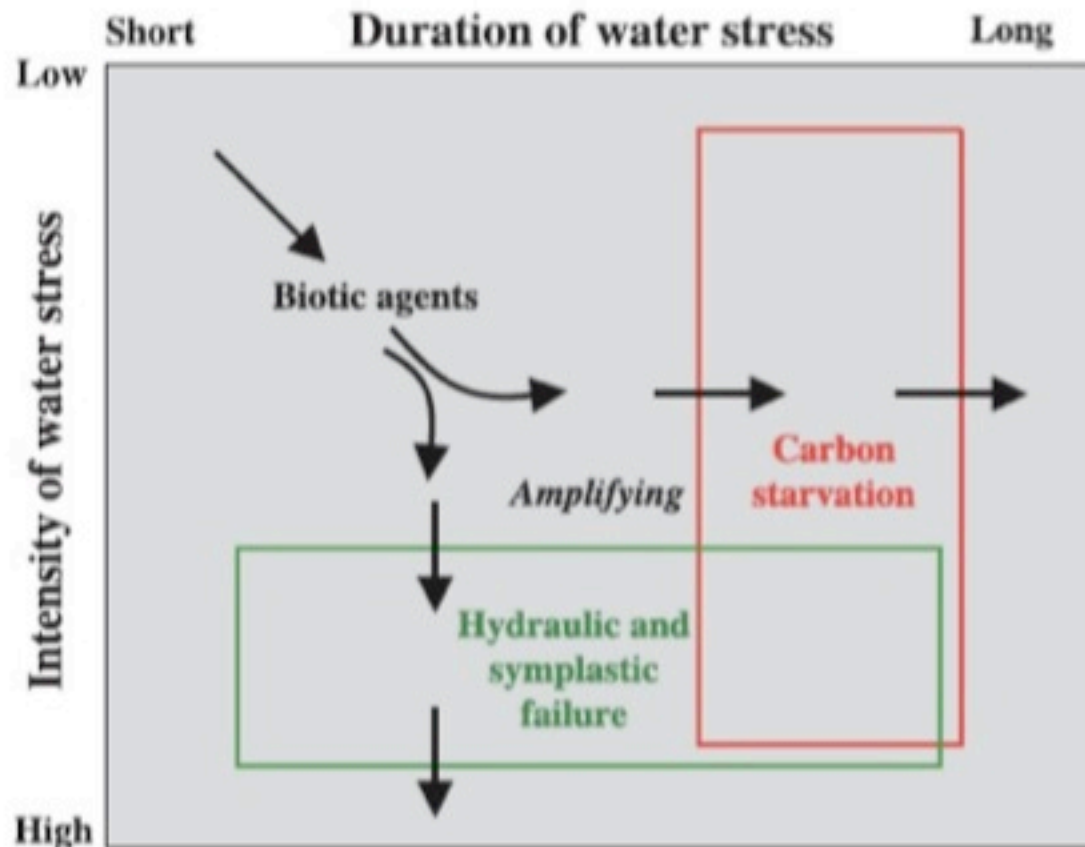 Short Duration of water stress Long
Low
Intensity of water stress
Biotic agents
Carbon
starvation
Amplifying
Hydraulic and
symplastic
failure
High